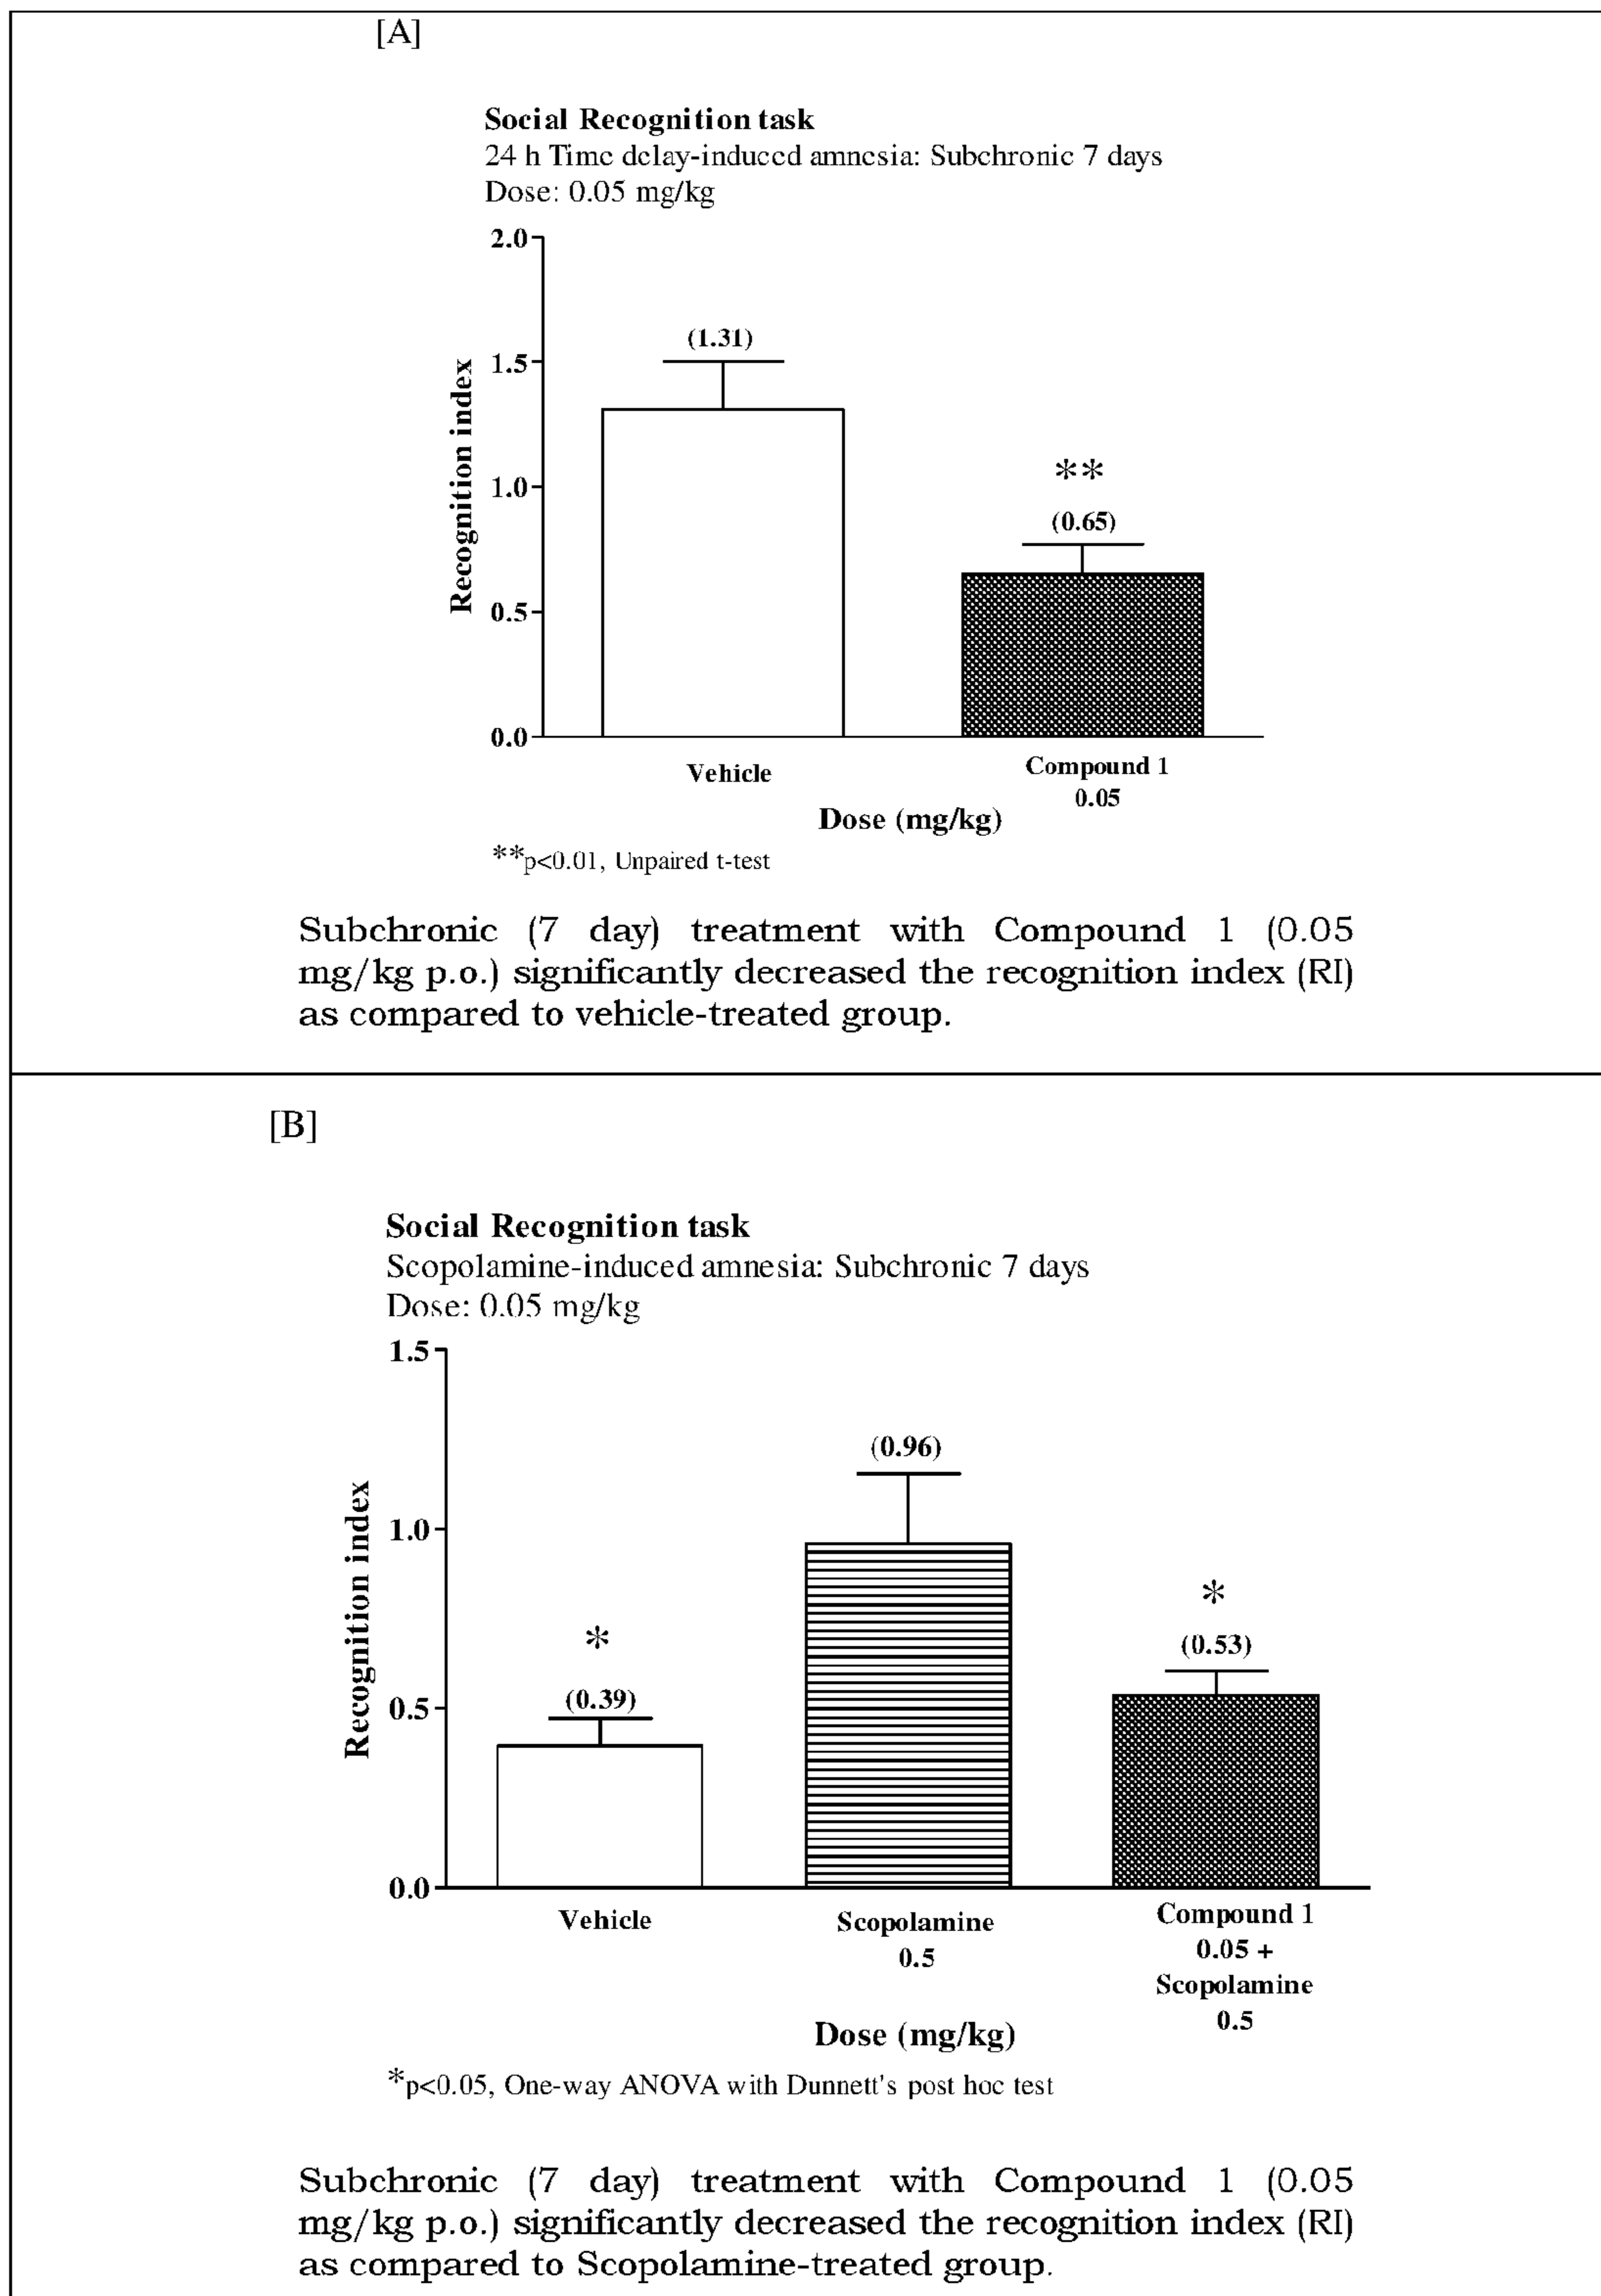 [A]
Social Recognition task
24 h Time delay-induced amnesia: Subchronic 7 days
Dose: 0.05 mg/kg
2.0
(1.31)
1.5
**
1.0
(0.65)
Recognition index
0.5
0.0
Vehicle
Compound 1
0.05
Dose (mg/kg)
**p<0.01, Unpaired t-test
Subchronic (7 day) treatment with Compound 1 (0.05
mg/kg p.o.) significantly decreased the recognition index (RI)
as compared to vehicle-treated group.
[B]
Social Recognition task
Scopolamine-induced amnesia: Subchronic 7 days
Dose: 0.05 mg/kg
1.5
(0.96)
1.0
*
*
(0.53)
(0.39)
Recognition index
0.5
0.0
Vehicle
Scopolamine
0.5
Compound 1
0.05 +
Scopolamine
0.5
Dose (mg/kg)
*p<0.05, One-way ANOVA with Dunnett's post hoc test
Subchronic (7 day) treatment with Compound 1 (0.05
mg/kg p.o.) significantly decreased the recognition index (RI)
as compared to Scopolamine-treated group.